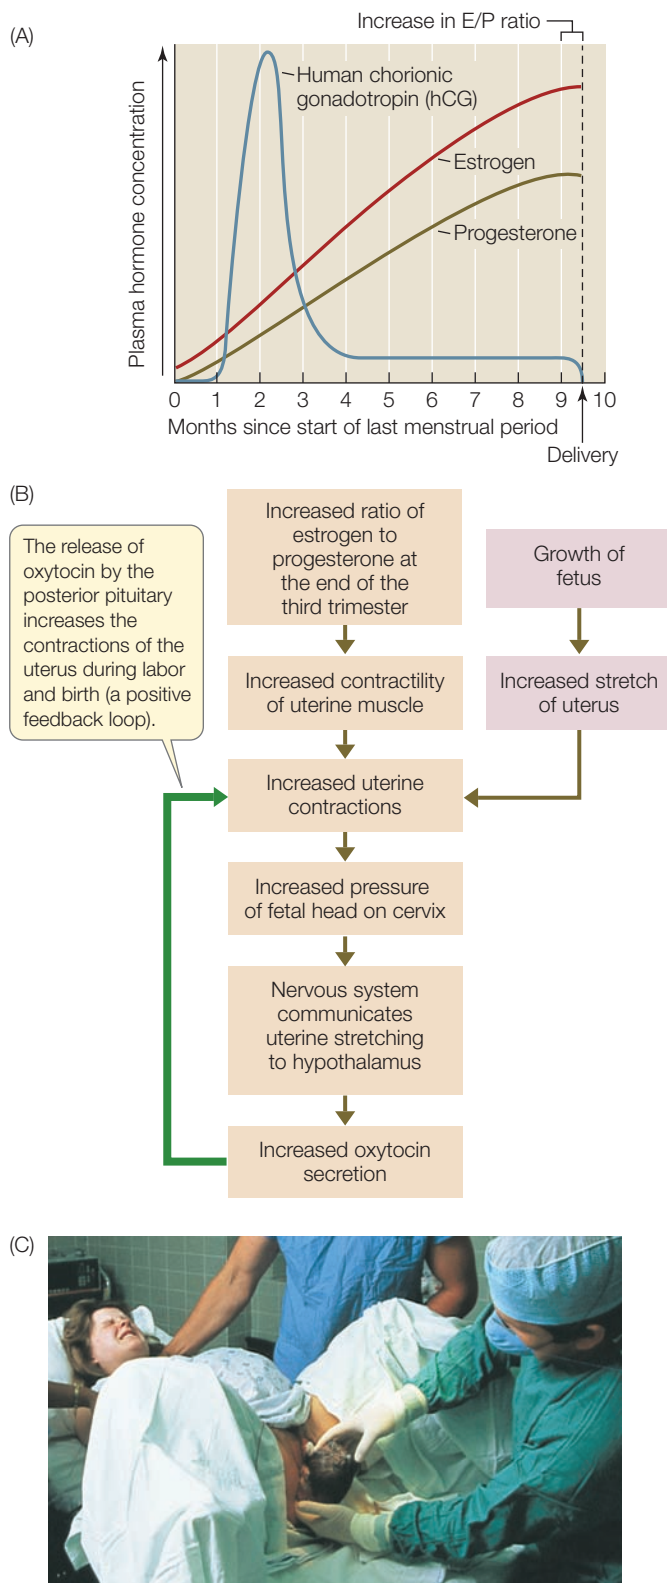 (A)
Increase in E/P ratio
Human chorionic
gonadotropin (hCG)
Estrogen
Progesterone
Plasma hormone concentration
0 1 2 3 4 5 6 7 8 9 10
Months since start of last menstrual period
Delivery
(B)
The release of
oxytocin by the
posterior pituitary
increases the
contractions of the
uterus during labor
and birth (a positive
feedback loop).
Increased ratio of
estrogen to
progesterone at
the end of the
third trimester
Growth of
fetus
Increased contractility
of uterine muscle
Increased stretch
of uterus
Increased uterine
contractions
Increased pressure
of fetal head on cervix
Nervous system
communicates
uterine stretching
to hypothalamus
Increased oxytocin
secretion
(C)